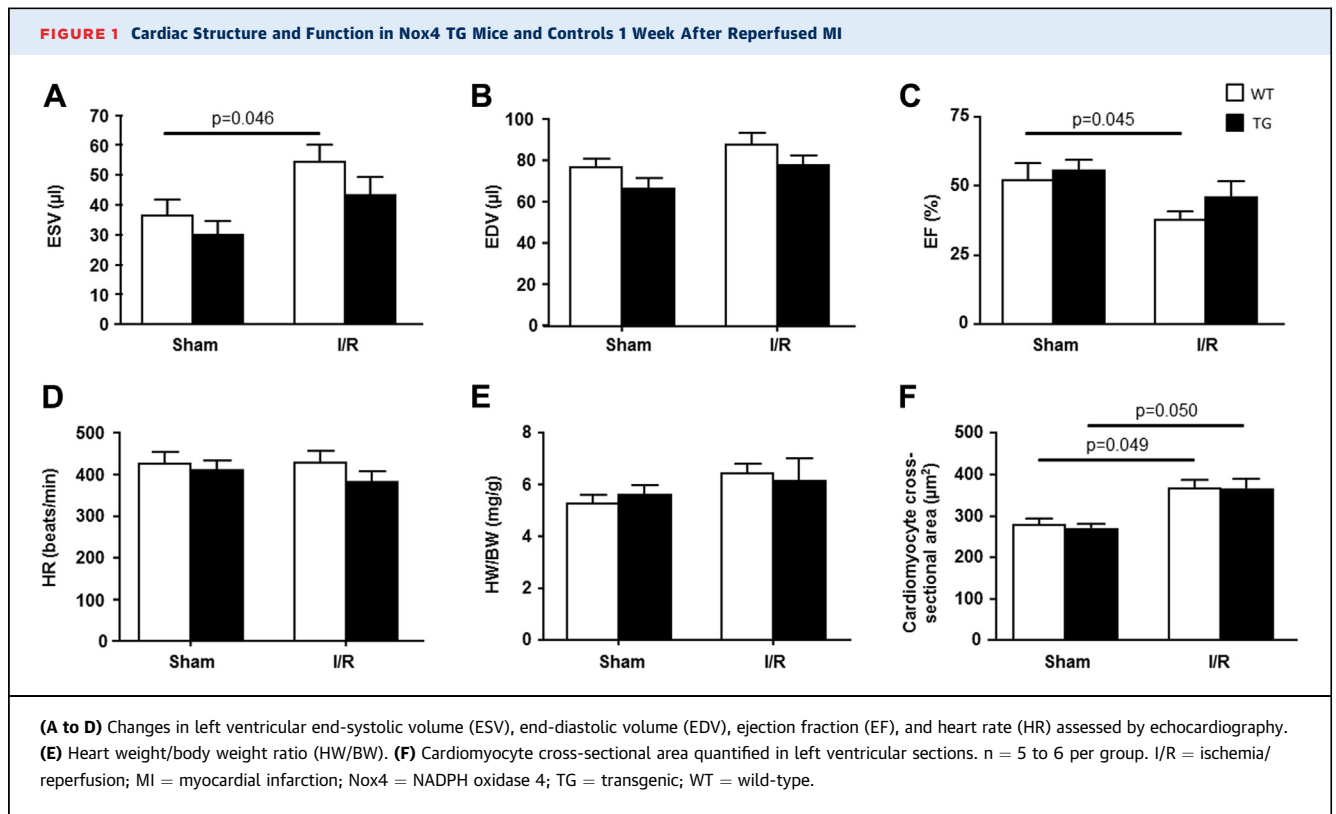 FIGURE 1 Cardiac Structure and Function in Nox4 TG Mice and Controls 1 Week After Reperfused MI
A
p=0.046
ESV (µl)
70
60
50
40
30
20
10
0
Sham
I/R
B
EDV (µl)
100
80
60
40
20
0
Sham
I/R
C
WT
TG
p=0.045
EF (%)
75
50
25
0
Sham
I/R
D
HR (beats/min)
500
400
300
200
100
0
Sham
I/R
E
HW/BW (mg/g)
8
6
4
2
0
Sham
I/R
F
p=0.050
p=0.049
Cardiomyocyte cross-
sectional area (µm²)
500
400
300
200
100
0
Sham
I/R
(A to D) Changes in left ventricular end-systolic volume (ESV), end-diastolic volume (EDV), ejection fraction (EF), and heart rate (HR) assessed by echocardiography.
(E) Heart weight/body weight ratio (HW/BW). (F) Cardiomyocyte cross-sectional area quantified in left ventricular sections. n = 5 to 6 per group. I/R = ischemia/
reperfusion; MI = myocardial infarction; Nox4 = NADPH oxidase 4; TG = transgenic; WT = wild-type.